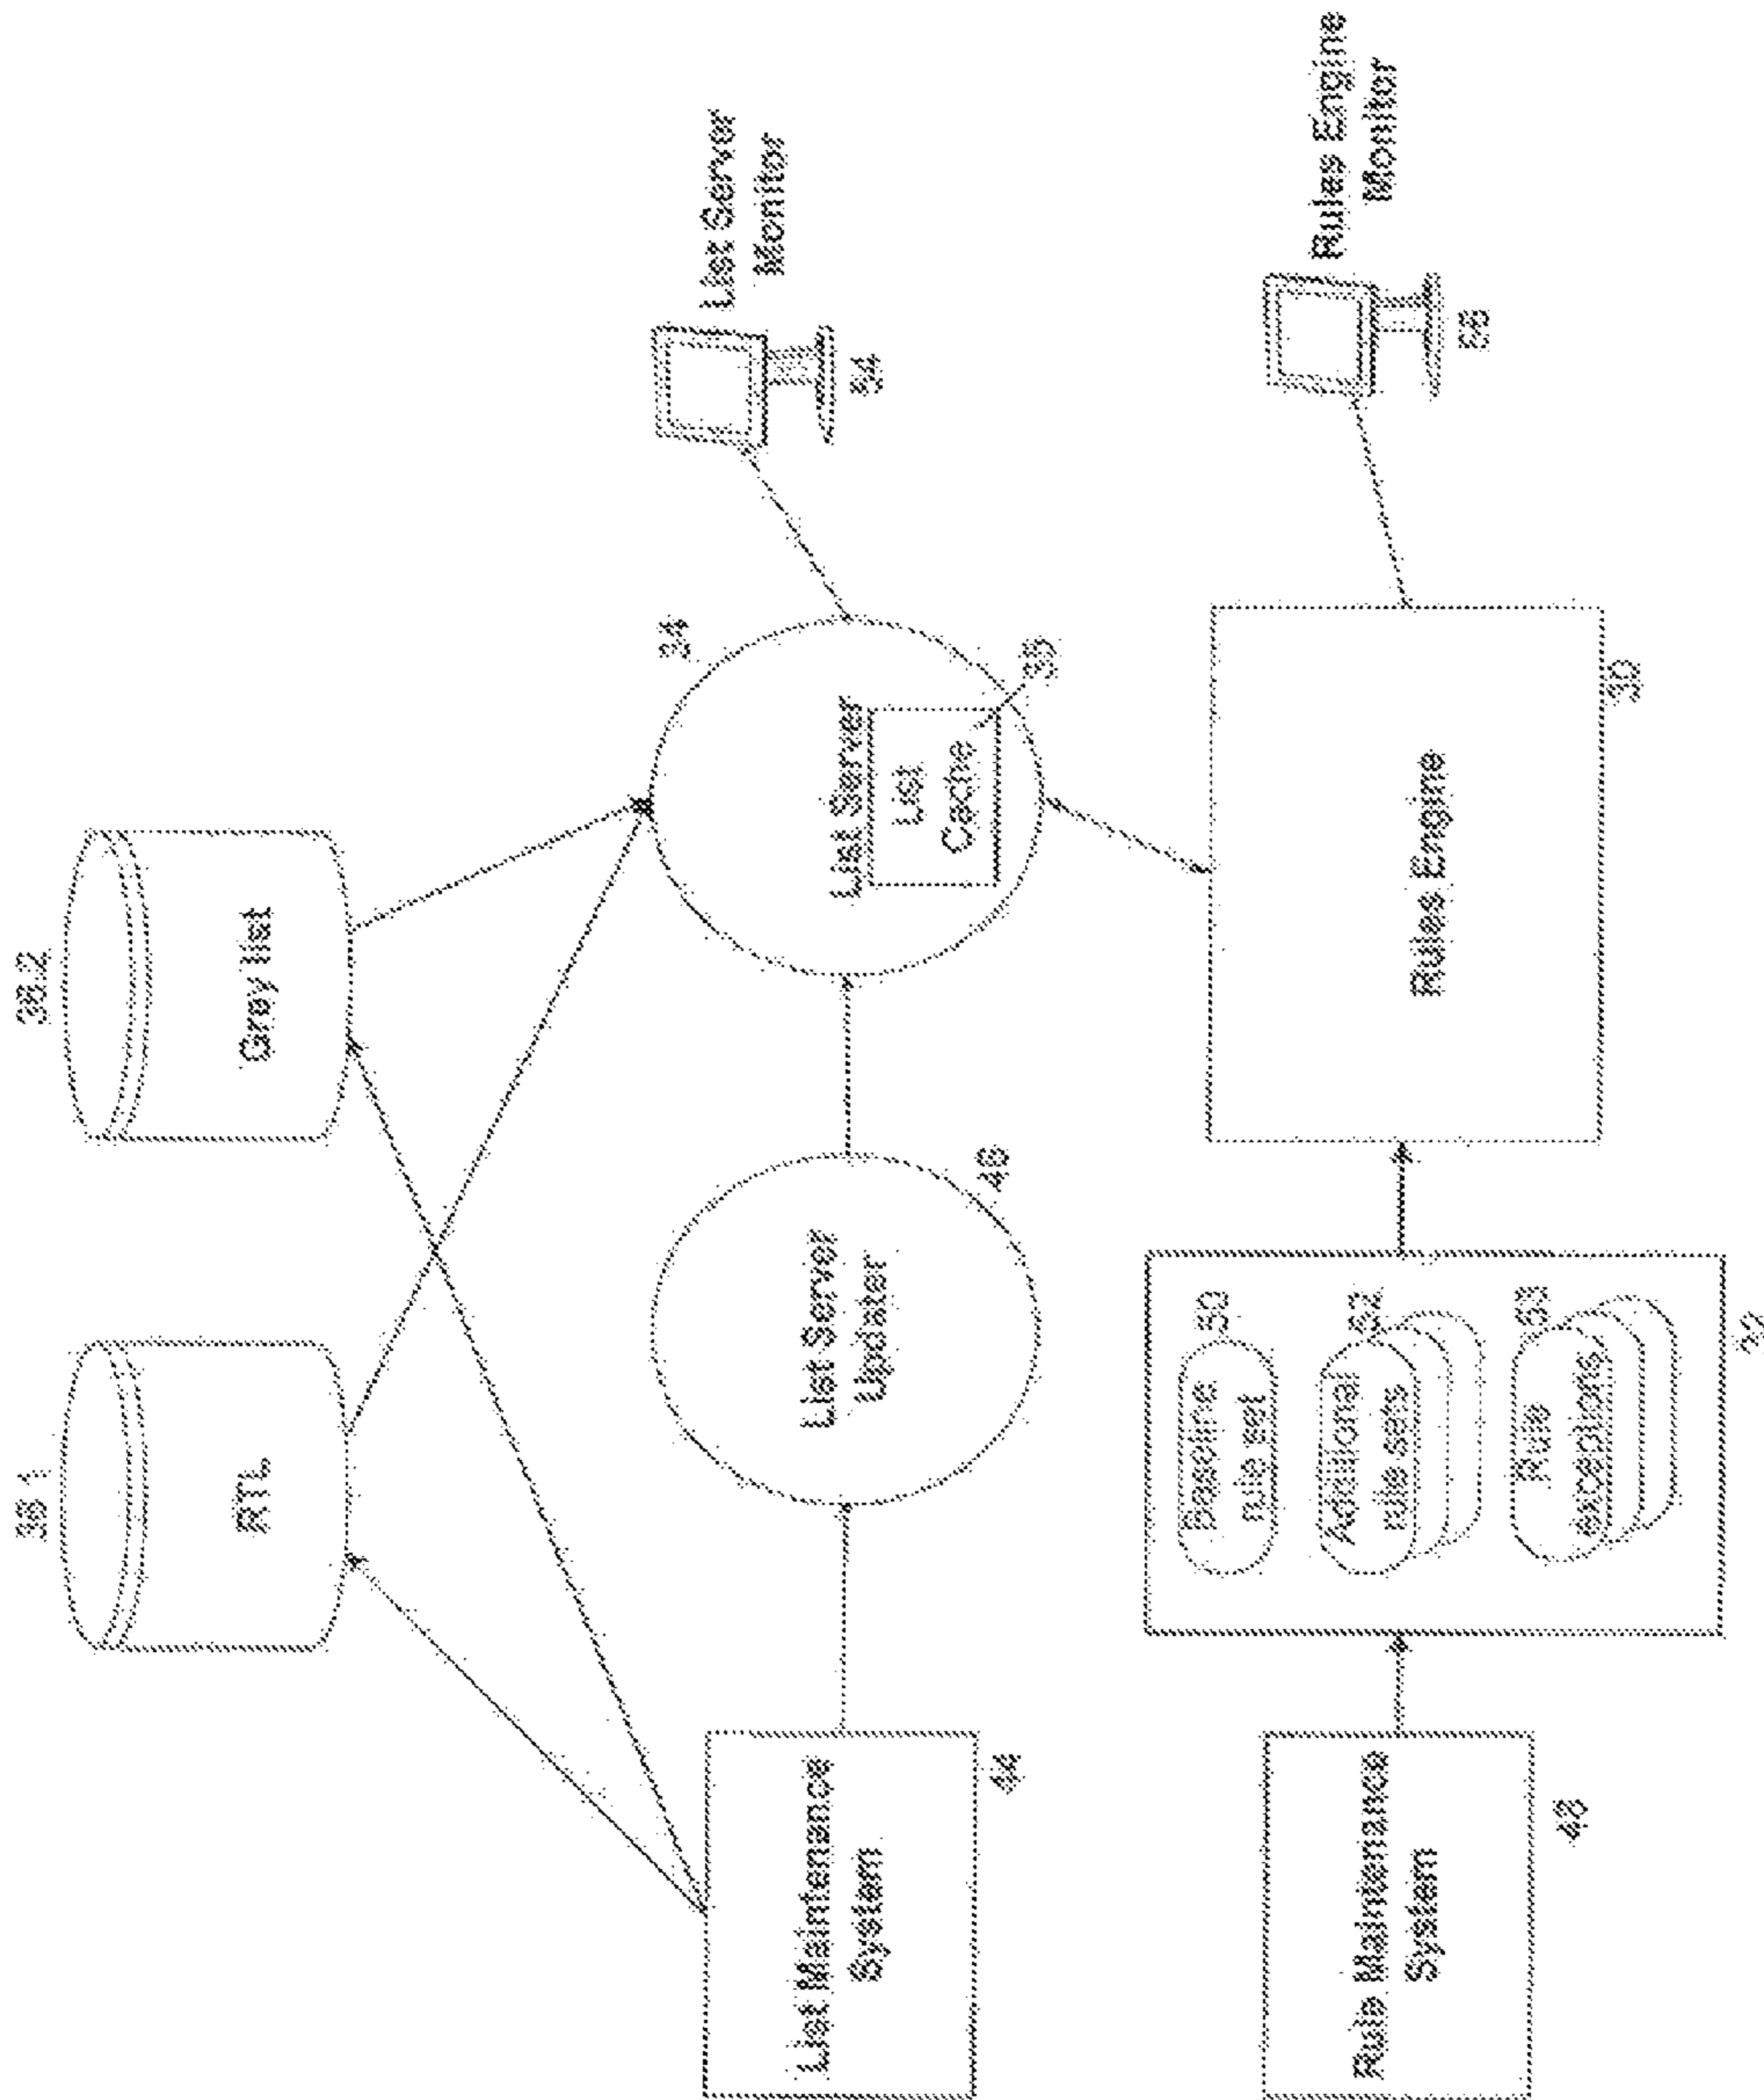 36.1
36.2
RTL
Grey list
List Server
Monitor
54
34
List Server
List
Cache
35
List Server
Updater
46
List Maintenance
System
44
Rules Engine
Monitor
56
Rules Engine
30
Baseline
rule set
50
Additional
rule sets
52
Rule
exceptions
53
Rule Maintenance
System
48